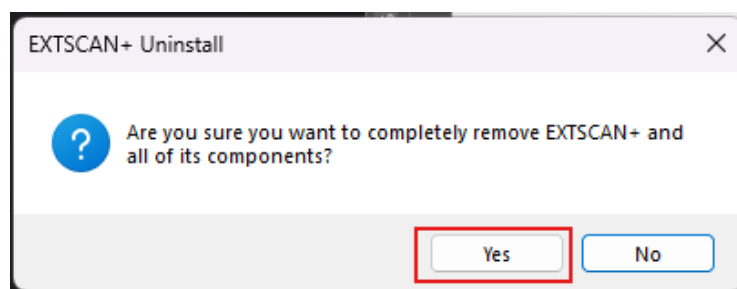 EXTSCAN+ Uninstall
Are you sure you want to completely remove EXTSCAN+ and
all of its components?
Yes
No